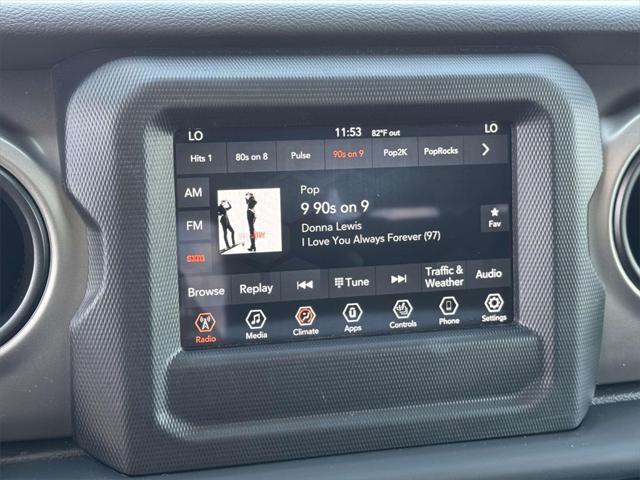 LO 11:53 82°F out LO
Hits 1 80s on 8 Pulse 90s on 9 Pop2K PopRocks
AM
FM
SXM
Pop
9 90s on 9
Donna Lewis
I Love You Always Forever (97)
Fav
Browse Replay Tune Traffic & Weather Audio
Radio Media Climate Apps Controls Phone Settings